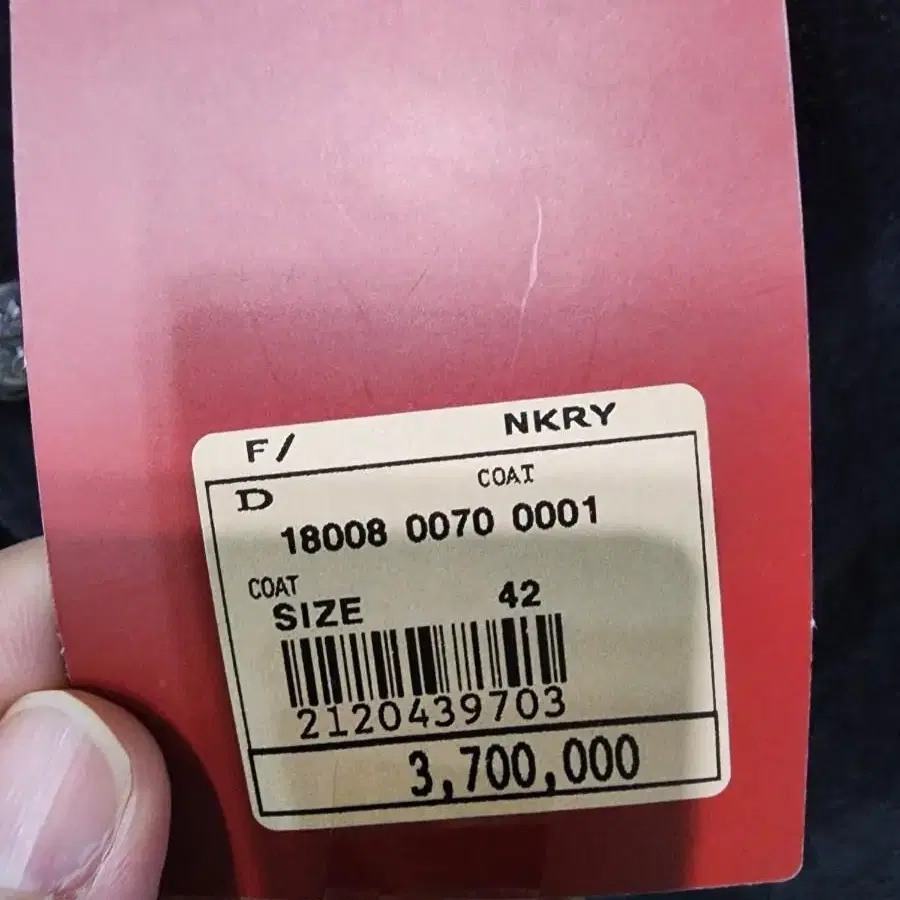 F/ NKRY
D COAT
18008 0070 0001
COAT
SIZE 42
2120439703
3,700,000